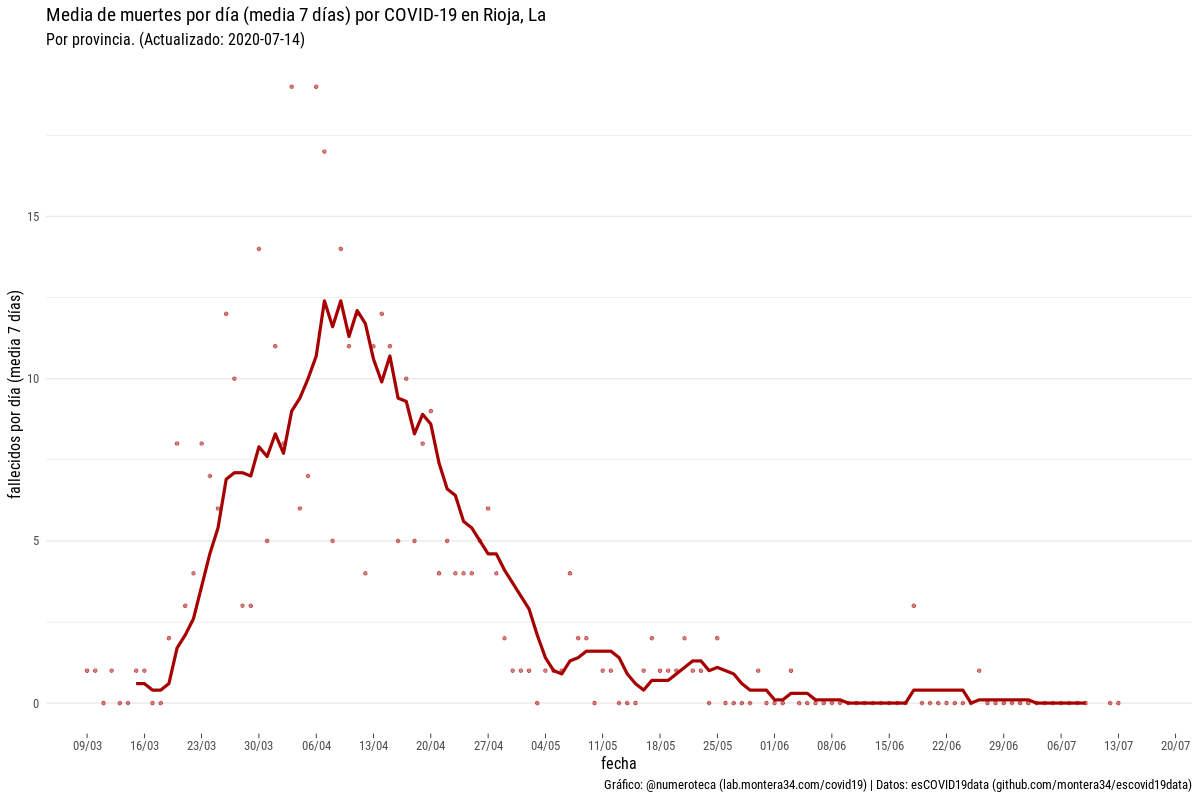 Media de muertes por día (media 7 días) por COVID-19 en Rioja, La
Por provincia. (Actualizado: 2020-07-14)
fallecidos por día (media 7 días)
15
10
5
0
09/03 16/03 23/03 30/03 06/04 13/04 20/04 27/04 04/05 11/05 18/05 25/05 01/06 08/06 15/06 22/06 29/06 06/07 13/07 20/07
fecha
Gráfico: @numeroteca (lab.montera34.com/covid19) | Datos: esCOVID19data (github.com/montera34/escovid19data)